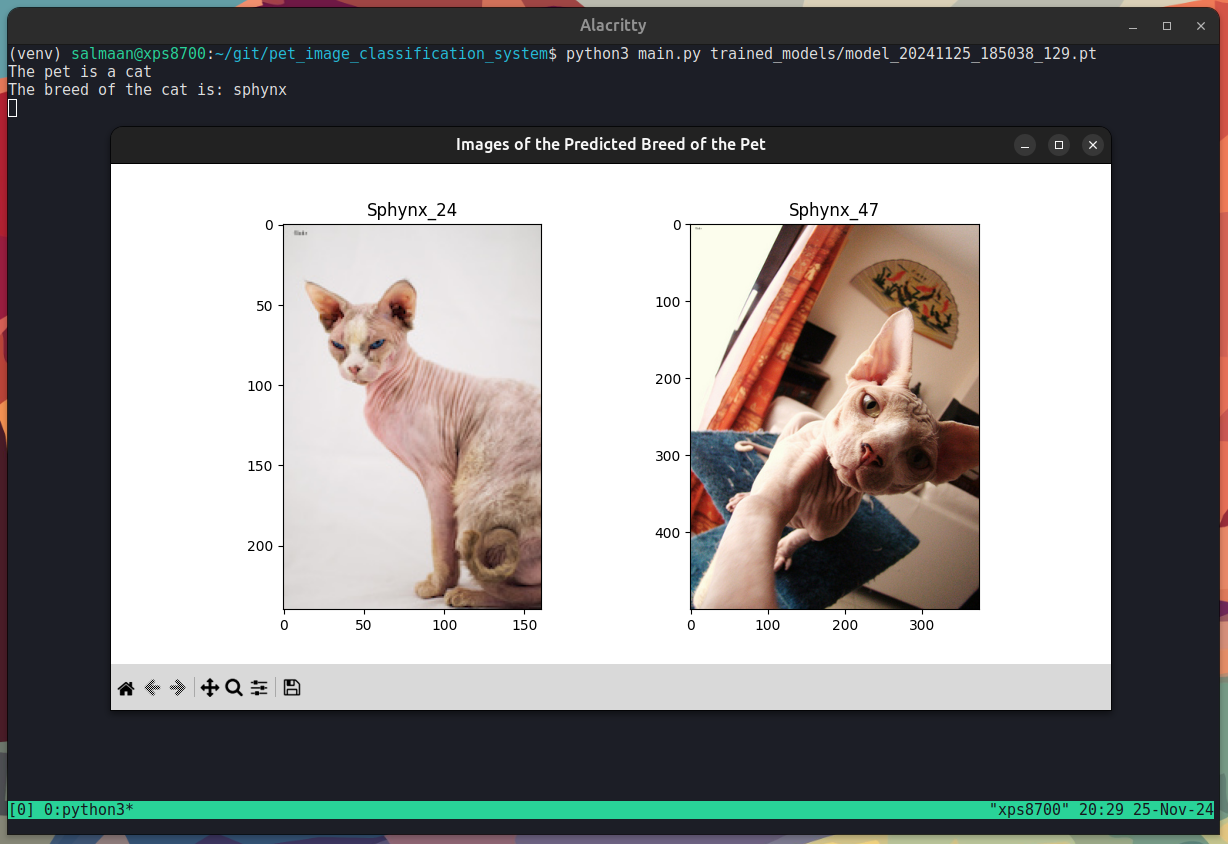 Alacritty
(venv) salmaan@xps8700:~/git/pet_image_classification_system$ python3 main.py trained_models/model_20241125_185038_129.pt
The pet is a cat
The breed of the cat is: sphynx
Images of the Predicted Breed of the Pet
Sphynx_24
0
50
100
150
200
0 50 100 150
Sphynx_47
0
100
200
300
400
0 100 200 300
[0] 0:python3* "xps8700" 20:29 25-Nov-24